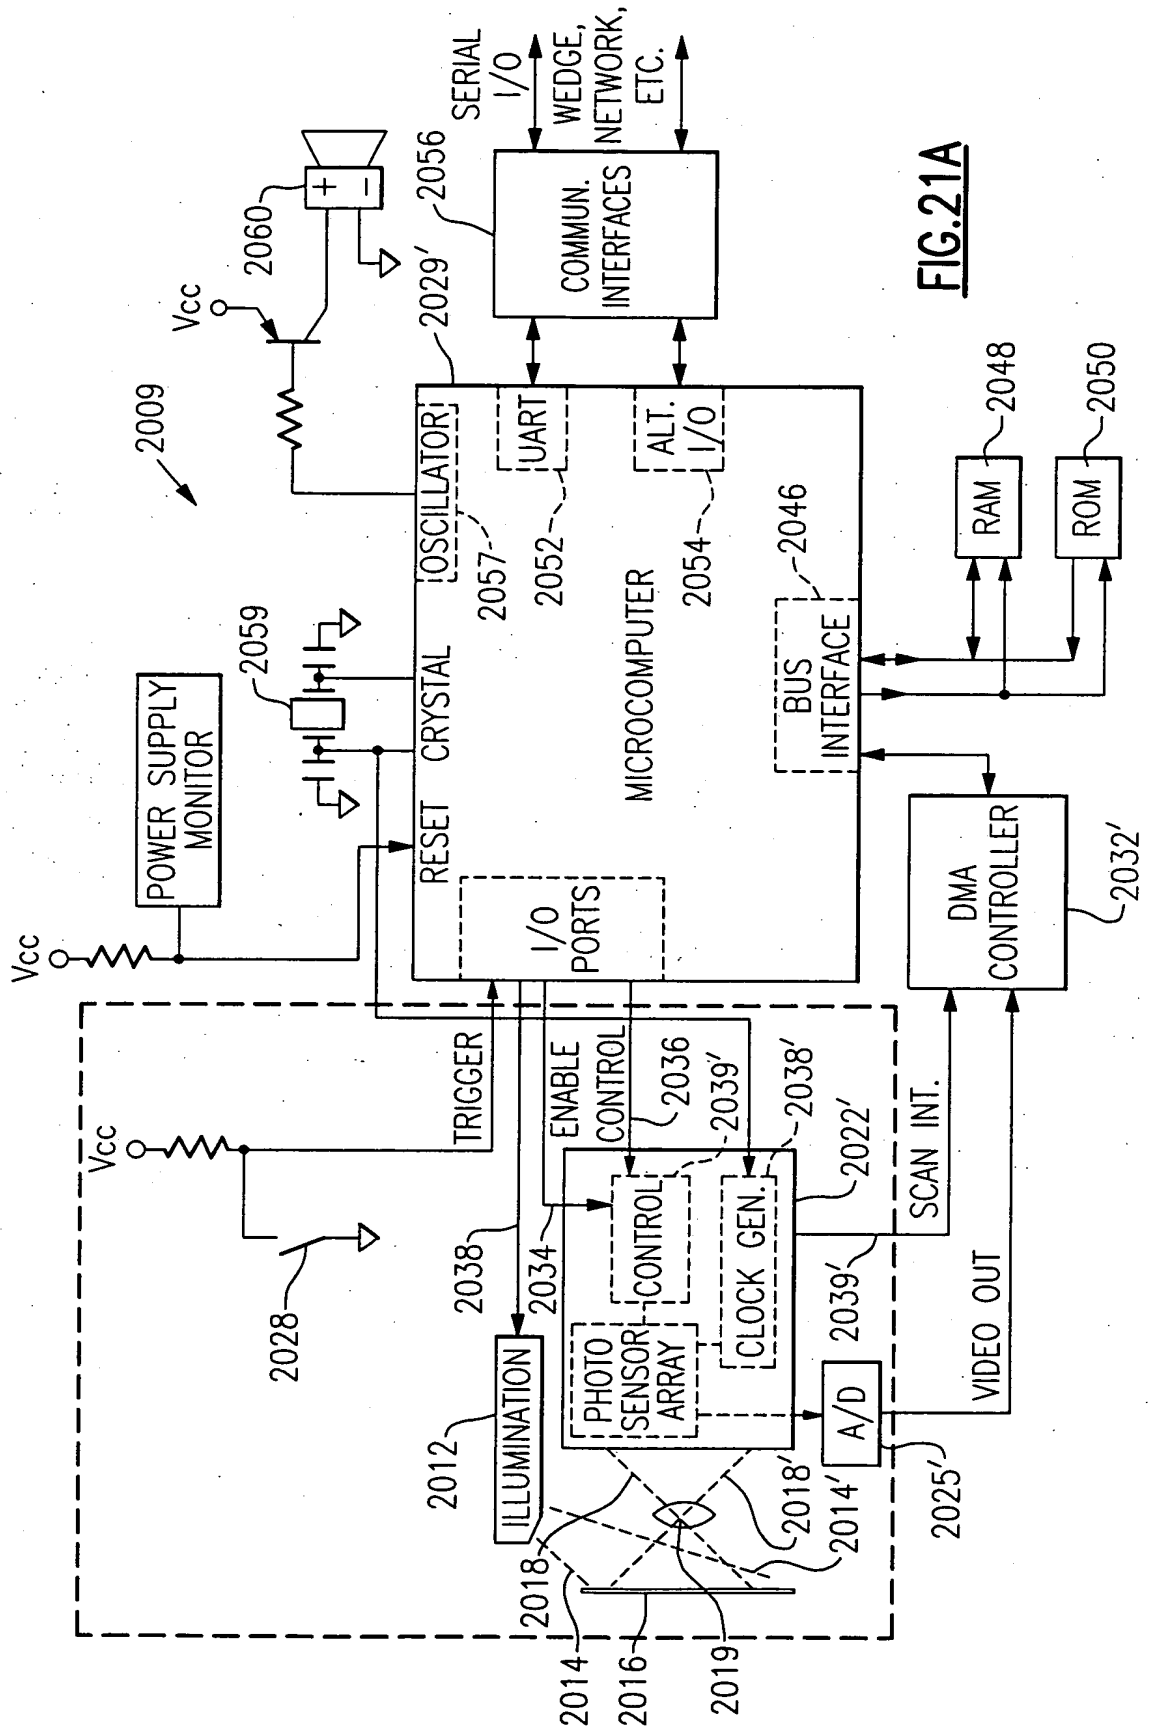 2009
Vcc
2060
+
−
2029′
2056
SERIAL
I/O
WEDGE,
NETWORK,
ETC.
COMMUN.
INTERFACES
Vcc
POWER SUPPLY
MONITOR
2059
RESET
CRYSTAL
OSCILLATOR
2057
UART
2052
ALT.
I/O
2054
I/O
PORTS
MICROCOMPUTER
2046
BUS
INTERFACE
RAM
2048
ROM
2050
DMA
CONTROLLER
2032′
Vcc
2028
TRIGGER
2038
ENABLE
2034
CONTROL
2036
2039′
2038′
2022′
2012
ILLUMINATION
PHOTO
SENSOR
ARRAY
CONTROL
CLOCK GEN.
A/D
2025′
2039′
SCAN INT.
VIDEO OUT
2014
2018
2016
2019
2018′
2014′
FIG.21A